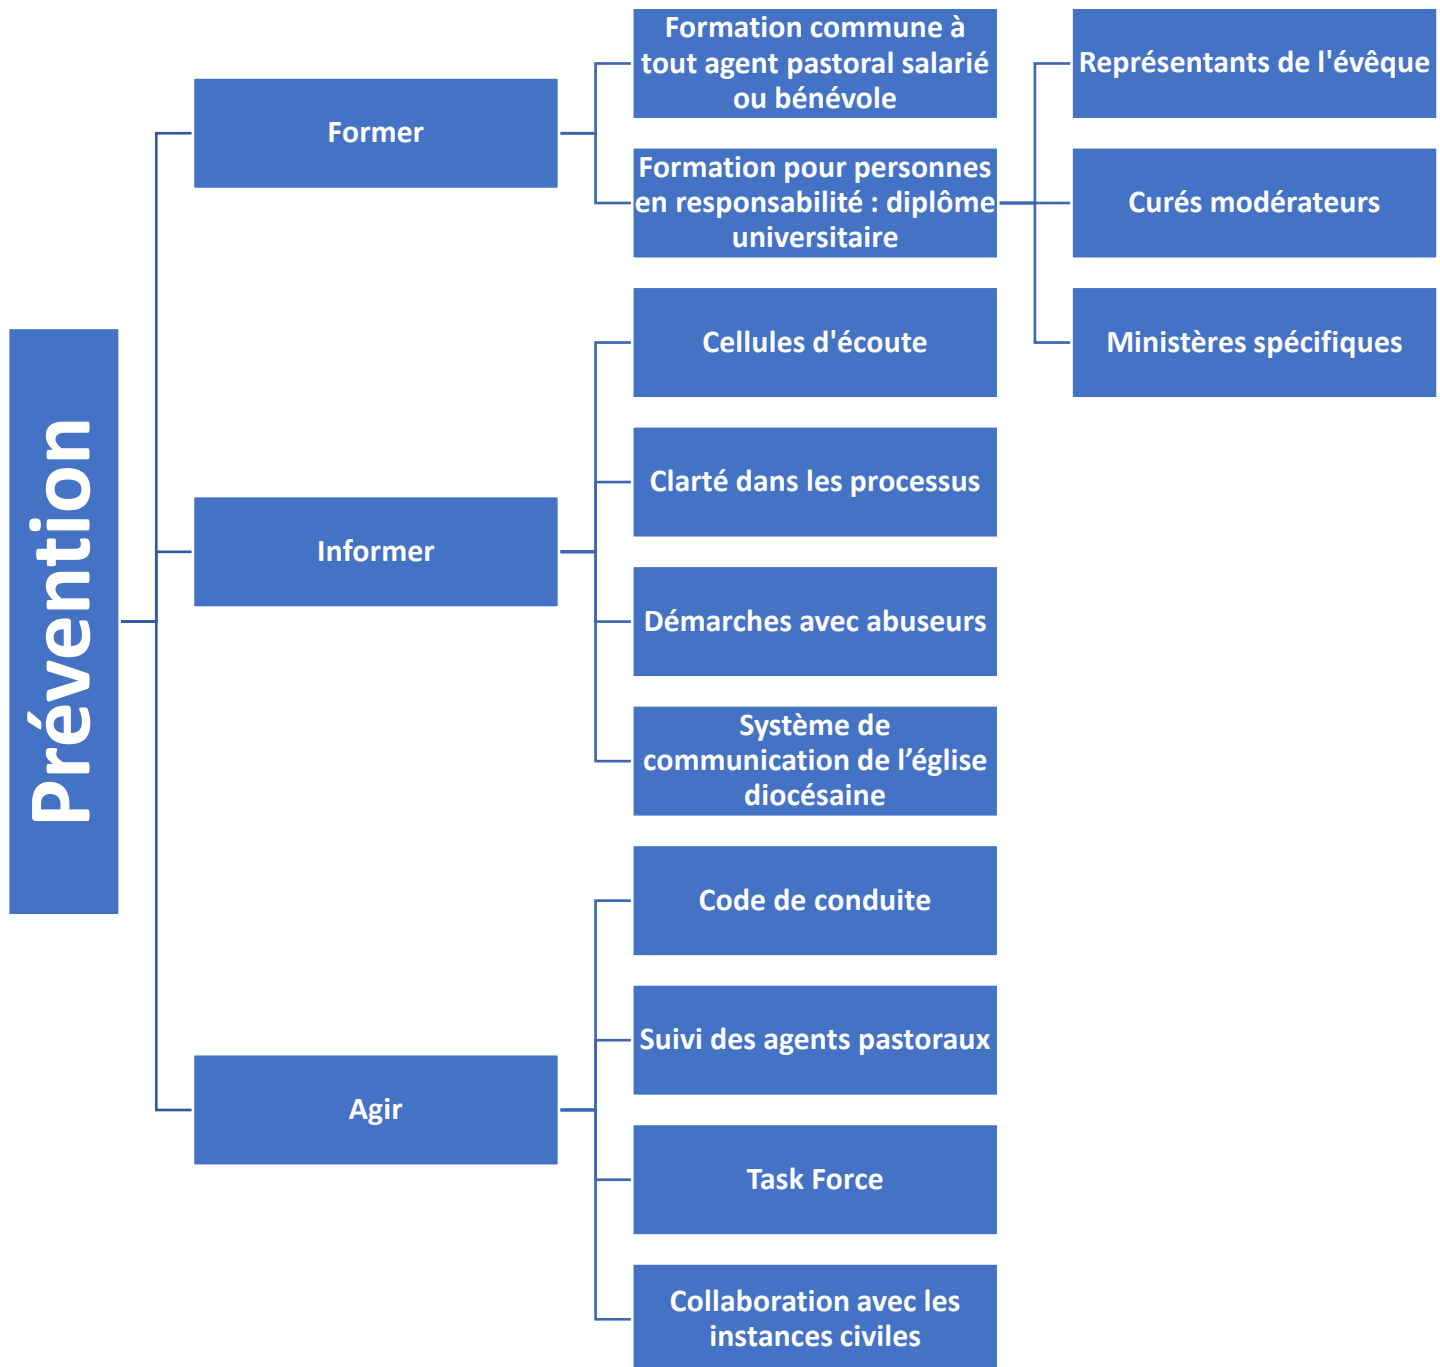 Prévention
Former
Formation commune à
tout agent pastoral salarié
ou bénévole
Formation pour personnes
en responsabilité : diplôme
universitaire
Représentants de l'évêque
Curés modérateurs
Ministères spécifiques
Informer
Cellules d'écoute
Clarté dans les processus
Démarches avec abuseurs
Système de
communication de l’église
diocésaine
Agir
Code de conduite
Suivi des agents pastoraux
Task Force
Collaboration avec les
instances civiles